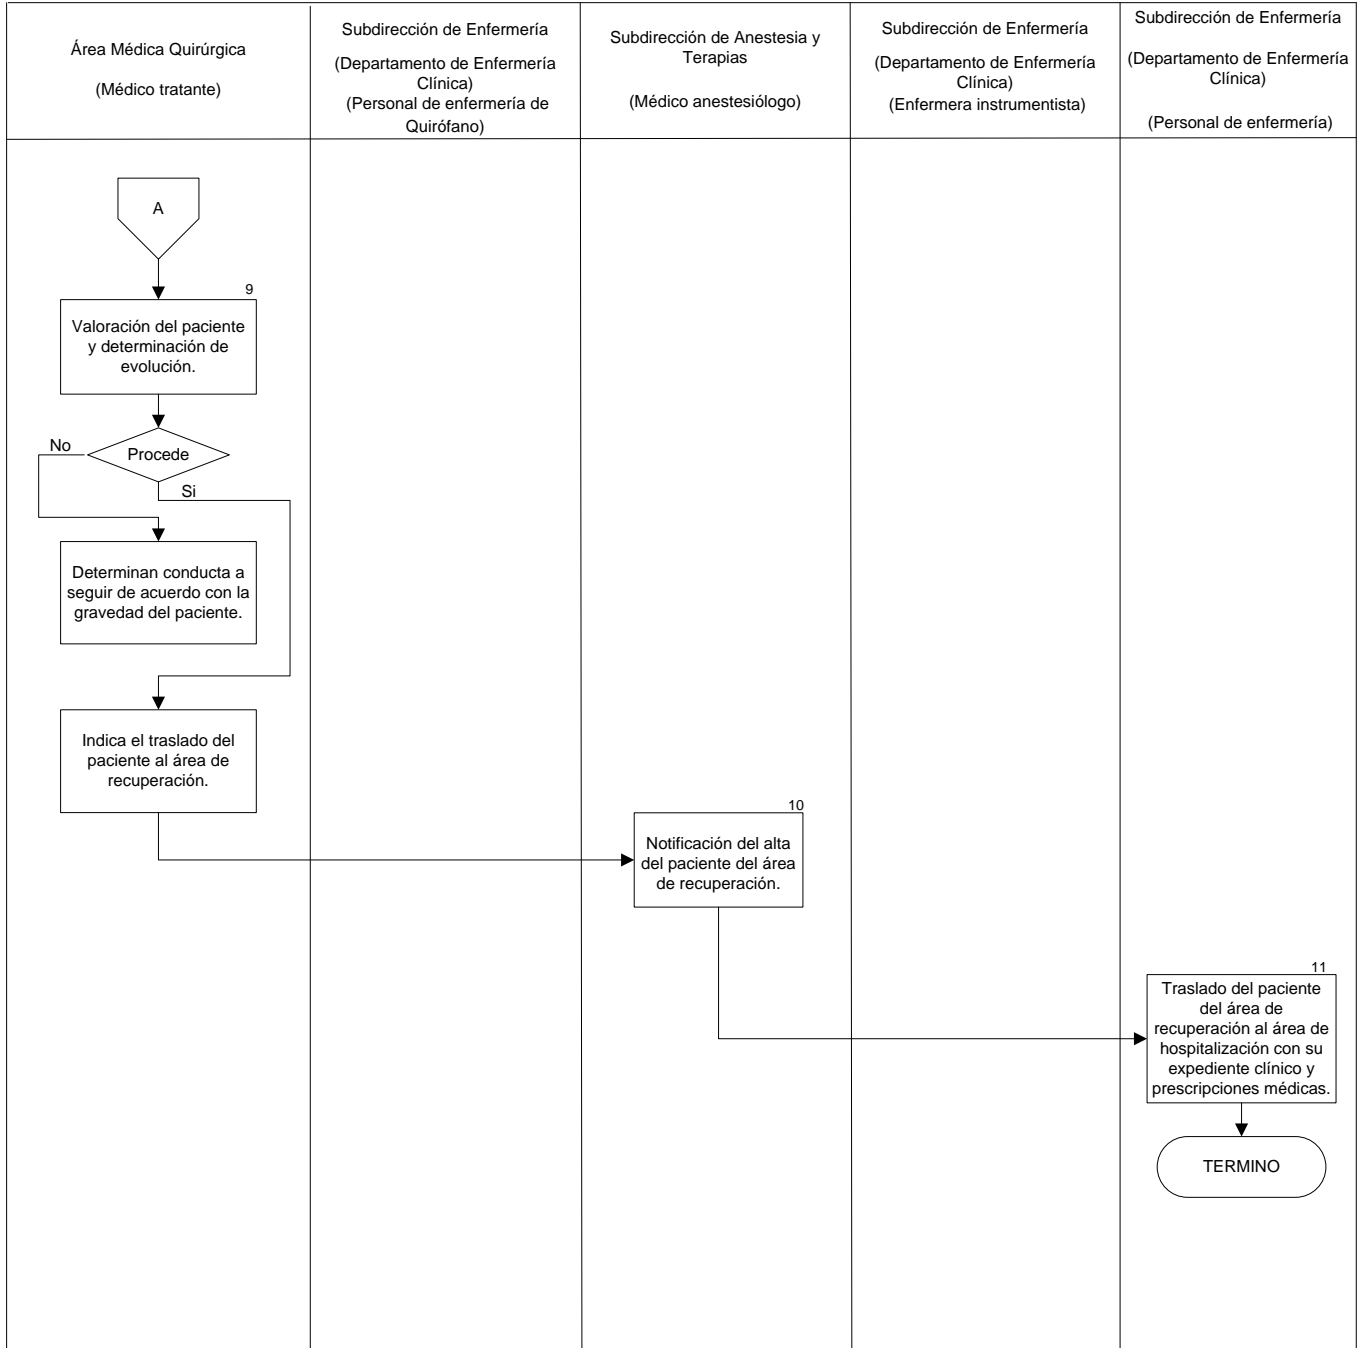 Área Médica Quirúrgica
(Médico tratante)
Subdirección de Enfermería
(Departamento de Enfermería
Clínica)
(Personal de enfermería de
Quirófano)
Subdirección de Anestesia y
Terapias
(Médico anestesiólogo)
Subdirección de Enfermería
(Departamento de Enfermería
Clínica)
(Enfermera instrumentista)
Subdirección de Enfermería
(Departamento de Enfermería
Clínica)
(Personal de enfermería)
A
9
Valoración del paciente
y determinación de
evolución.
No
Procede
Si
Determinan conducta a
seguir de acuerdo con la
gravedad del paciente.
Indica el traslado del
paciente al área de
recuperación.
10
Notificación del alta
del paciente del área
de recuperación.
11
Traslado del paciente
del área de
recuperación al área de
hospitalización con su
expediente clínico y
prescripciones médicas.
TERMINO